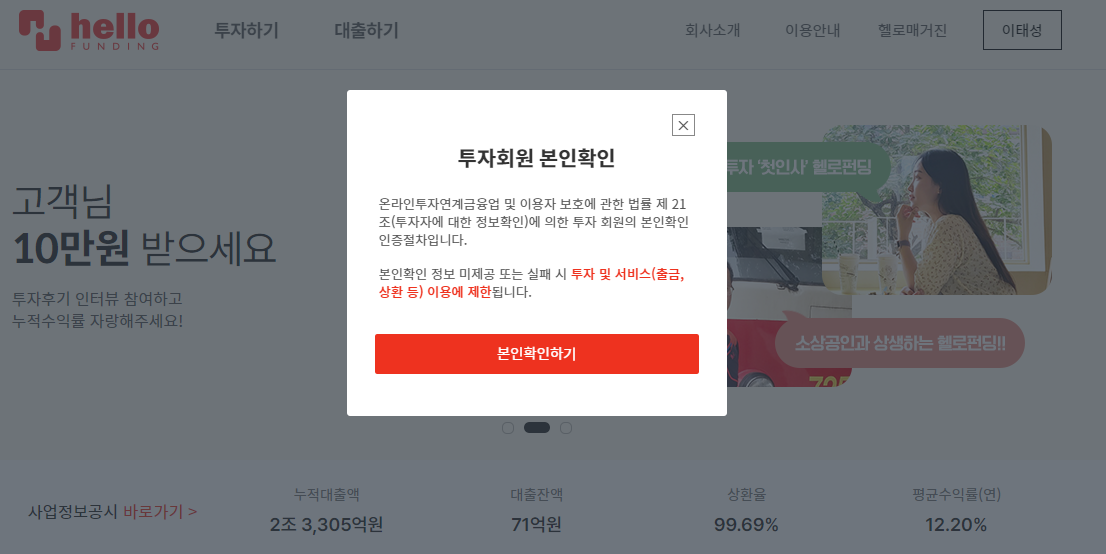 hello
FUNDING
투자하기
대출하기
회사소개
이용안내
헬로매거진
이태성
투자회원 본인확인
온라인투자연계금융업 및 이용자 보호에 관한 법률 제 21
조(투자자에 대한 정보확인)에 의한 투자 회원의 본인확인
인증절차입니다.
본인확인 정보 미제공 또는 실패 시 투자 및 서비스(출금,
상환 등) 이용에 제한됩니다.
본인확인하기
고객님
10만원 받으세요
투자후기 인터뷰 참여하고
누적수익률 자랑해주세요!
투자 '첫인사' 헬로펀딩
소상공인과 상생하는 헬로펀딩!!
사업정보공시 바로가기 >
누적대출액
2조 3,305억원
대출잔액
71억원
상환율
99.69%
평균수익률(연)
12.20%